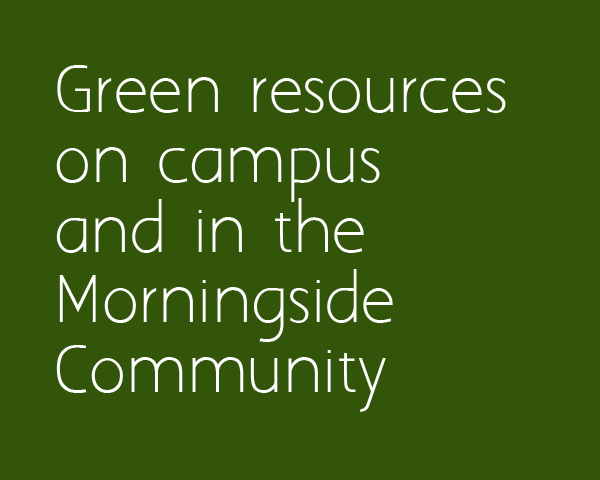 Green resources
on campus
and in the
Morningside
Community